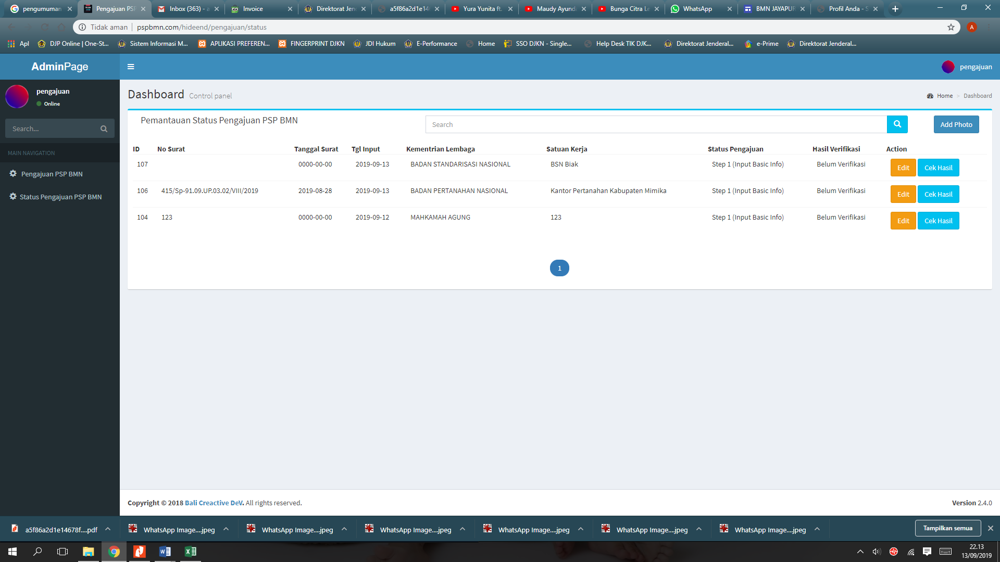 pengumuman
Pengajuan PSP
Inbox (363) - a
Invoice
Direktorat Jen
a5f86a2d1e14
Yura Yunita ft.
Maudy Ayund
Bunga Citra Le
WhatsApp
BMN JAYAPUR
Profil Anda - S
Tidak aman
pspbmn.com/hideend/pengajuan/status
A
Apl
DJP Online | One-St...
Sistem Informasi M...
APLIKASI PREFEREN...
FINGERPRINT DJKN
JDI Hukum
E-Performance
Home
SSO DJKN - Single...
Help Desk TIK DJK...
Direktorat Jenderal...
e-Prime
Direktorat Jenderal...
AdminPage
pengajuan
pengajuan
Online
Search...
MAIN NAVIGATION
Pengajuan PSP BMN
Status Pengajuan PSP BMN
Dashboard Control panel
Home > Dashboard
Pemantauan Status Pengajuan PSP BMN
Search
Add Photo
ID No Surat Tanggal Surat Tgl Input Kementrian Lembaga Satuan Kerja Status Pengajuan Hasil Verifikasi Action
107 0000-00-00 2019-09-13 BADAN STANDARISASI NASIONAL BSN Biak Step 1 (Input Basic Info) Belum Verifikasi Edit Cek Hasil
106 415/Sp-91.09.UP.03.02/VIII/2019 2019-08-28 2019-09-13 BADAN PERTANAHAN NASIONAL Kantor Pertanahan Kabupaten Mimika Step 1 (Input Basic Info) Belum Verifikasi Edit Cek Hasil
104 123 0000-00-00 2019-09-12 MAHKAMAH AGUNG 123 Step 1 (Input Basic Info) Belum Verifikasi Edit Cek Hasil
1
Copyright © 2018 Bali Creactive DeV. All rights reserved.
Version 2.4.0
a5f86a2d1e14678f....pdf
WhatsApp Image....jpeg
WhatsApp Image....jpeg
WhatsApp Image....jpeg
WhatsApp Image....jpeg
WhatsApp Image....jpeg
WhatsApp Image....jpeg
Tampilkan semua
22.13
13/09/2019